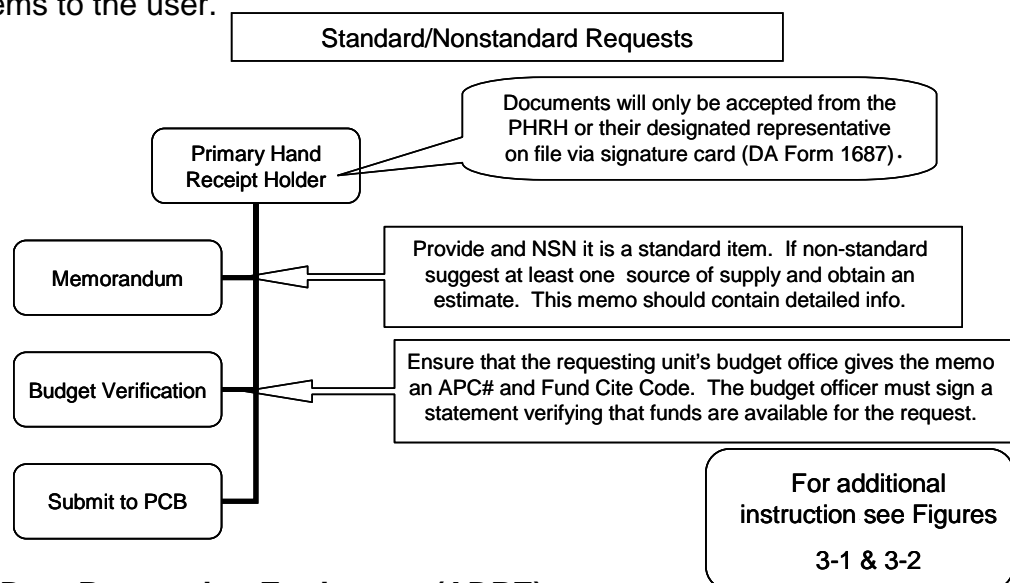 ems to the user.
Standard/Nonstandard Requests
Documents will only be accepted from the
PHRH or their designated representative
on file via signature card (DA Form 1687).
Primary Hand
Receipt Holder
Memorandum
Provide and NSN it is a standard item. If non-standard
suggest at least one source of supply and obtain an
estimate. This memo should contain detailed info.
Budget Verification
Ensure that the requesting unit's budget office gives the memo
an APC# and Fund Cite Code. The budget officer must sign a
statement verifying that funds are available for the request.
Submit to PCB
For additional
instruction see Figures
3-1 & 3-2